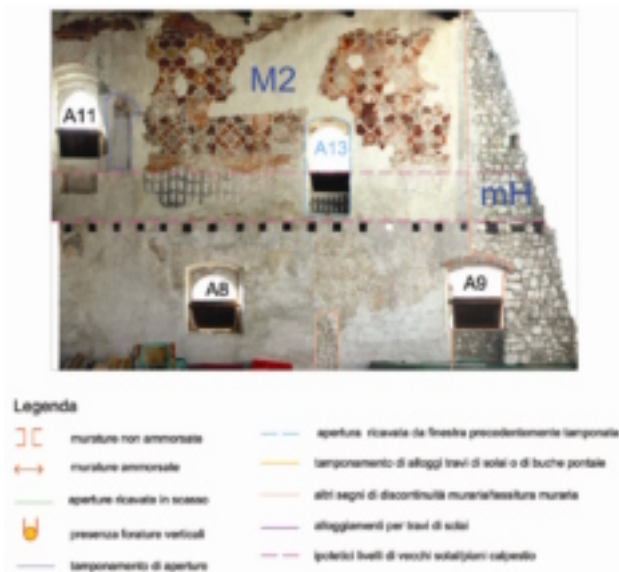 M2
A11
A13
mH
A8
A9
Legenda
murature non ammorsate
murature ammorsate
aperture ricavate in scasso
presenza forature verticali
tamponamento di aperture
apertura ricavata da finestra precedentemente tamponata
tamponamento di alloggi travi di solai o di buche pontaie
altri segni di discontinuità muraria/tessitura muraria
alloggiamenti per travi di solai
ipotetici livelli di vecchi solai/piani calpestio